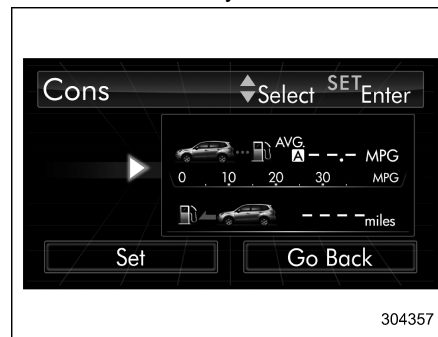 Cons Select SET Enter
AVG.
A – – . – MPG
0 . 10 . 20 . 30 . MPG
– – – – miles
Set Go Back
304357